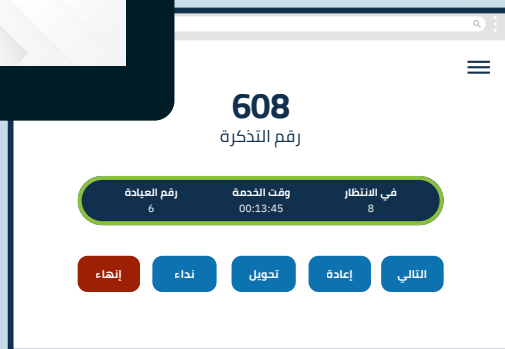 608
رقم التذكرة
في الانتظار وقت الخدمة رقم العيادة
8 00:13:45 6
التالي إعادة تحويل نداء إنهاء